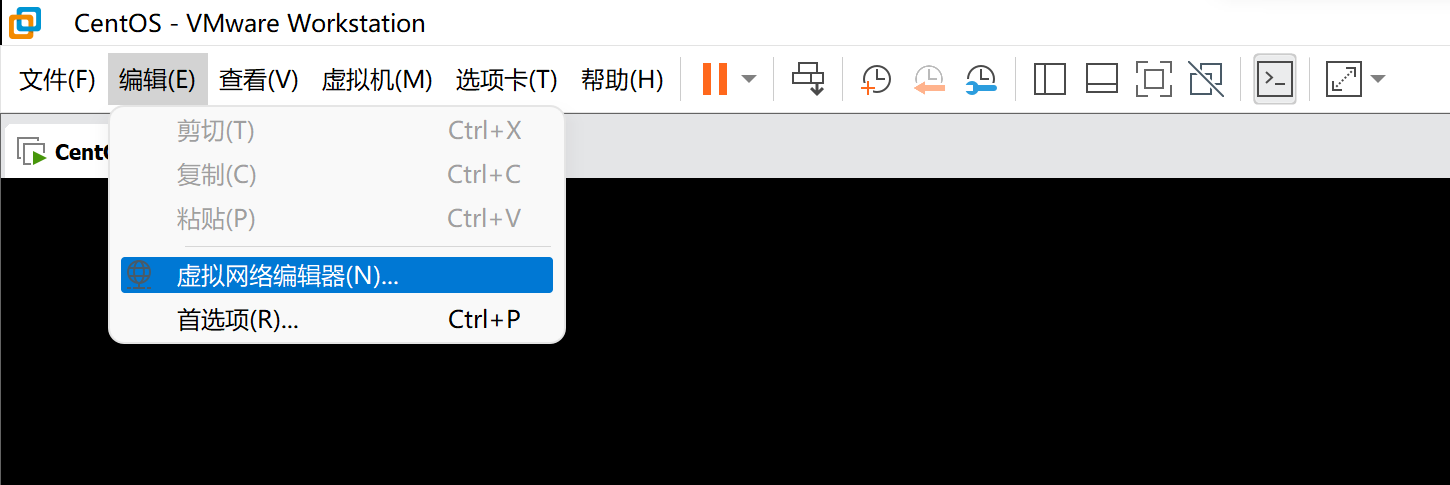 CentOS - VMware Workstation
文件(F) 编辑(E) 查看(V) 虚拟机(M) 选项卡(T) 帮助(H)
剪切(T) Ctrl+X
CentO
复制(C) Ctrl+C
粘贴(P) Ctrl+V
虚拟网络编辑器(N)...
首选项(R)... Ctrl+P